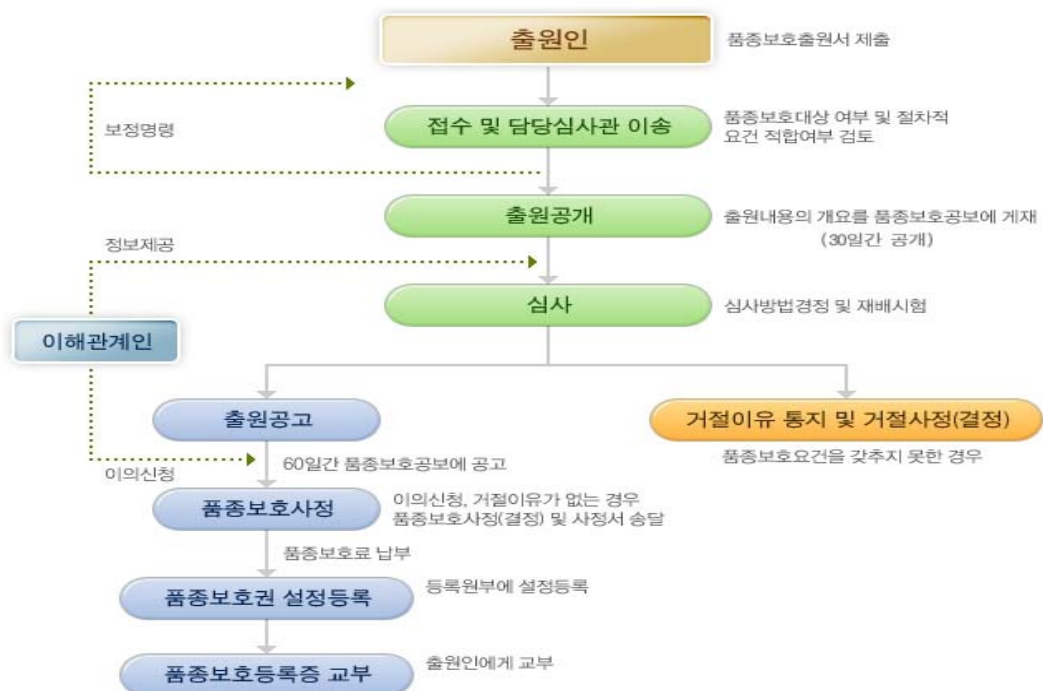 출원인
품종보호출원서 제출
보정명령
접수 및 담당심사관 이송
품종보호대상 여부 및 절차적
요건 적합여부 검토
출원공개
출원내용의 개요를 품종보호공보에 게재
(30일간 공개)
정보제공
심사
심사방법경정 및 재배시험
이해관계인
출원공고
거절이유 통지 및 거절사정(결정)
품종보호요건을 갖추지 못한 경우
이의신청
60일간 품종보호공보에 공고
품종보호사정
이의신청, 거절이유가 없는 경우
품종보호사정(결정) 및 사정서 송달
품종보호료 납부
품종보호권 설정등록
등록원부에 설정등록
품종보호등록증 교부
출원인에게 교부